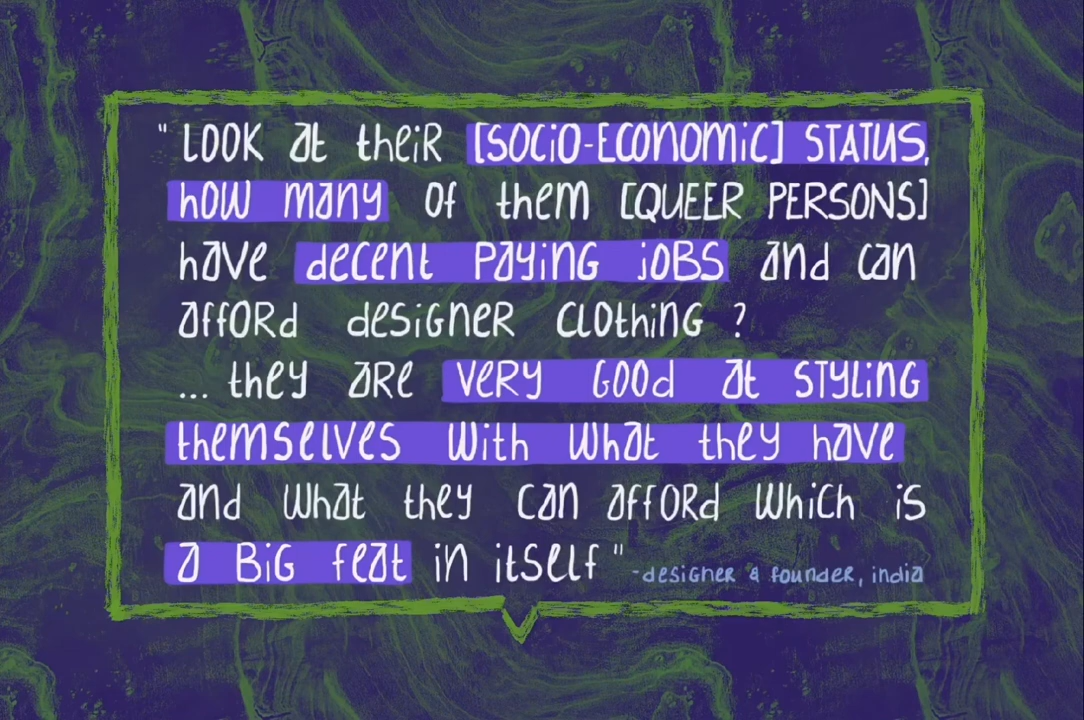 "LOOK at theiR [SOCiO-ECONOMiC] STATUS,
how many of them [QUEER PERSONS]
have decent PAYiNG jOBS and can
affORd desiGNeR CLOthiNG ?
... they aRe veRy GOOd at STYLiNG
themselves with what they have
and what they can affORd which is
a BiG feat in itself" -desiGNeR & fouNdeR, india